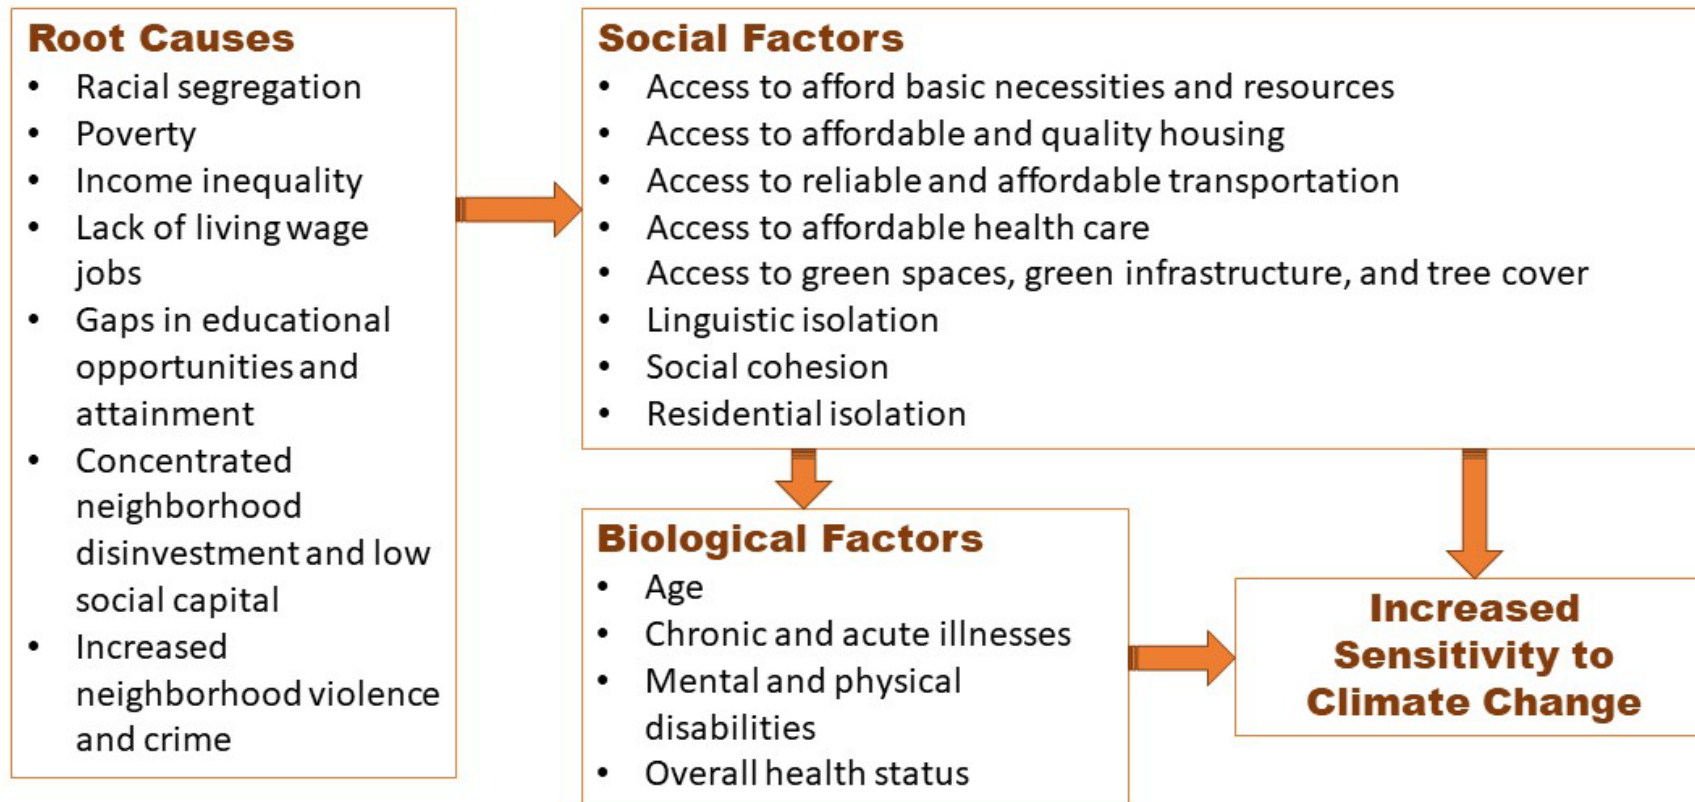 Root Causes
• Racial segregation
• Poverty
• Income inequality
• Lack of living wage
jobs
• Gaps in educational
opportunities and
attainment
• Concentrated
neighborhood
disinvestment and low
social capital
• Increased
neighborhood violence
and crime
Social Factors
• Access to afford basic necessities and resources
• Access to affordable and quality housing
• Access to reliable and affordable transportation
• Access to affordable health care
• Access to green spaces, green infrastructure, and tree cover
• Linguistic isolation
• Social cohesion
• Residential isolation
Biological Factors
• Age
• Chronic and acute illnesses
• Mental and physical
disabilities
• Overall health status
Increased
Sensitivity to
Climate Change